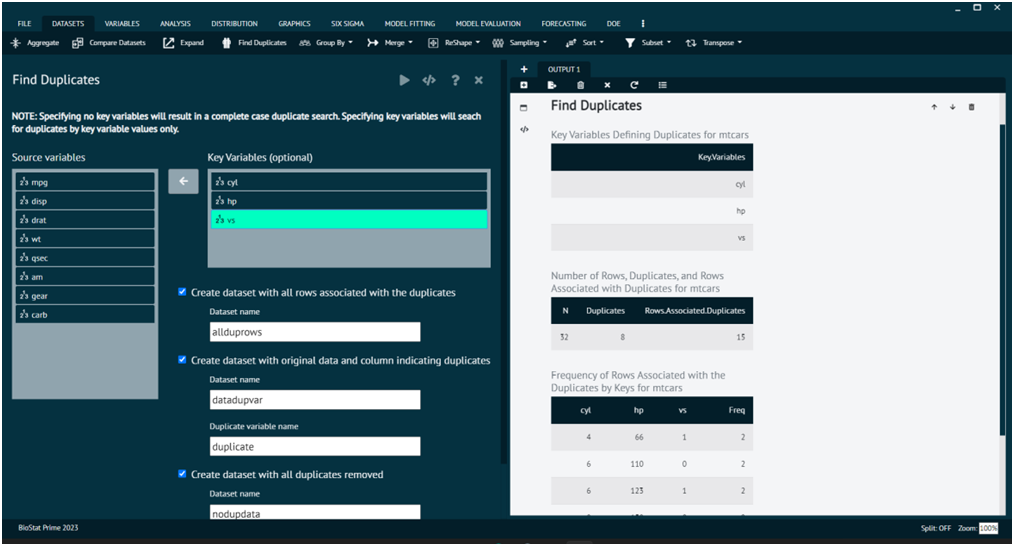 FILE DATASETS VARIABLES ANALYSIS DISTRIBUTION GRAPHICS SIX SIGMA MODEL FITTING MODEL EVALUATION FORECASTING DOE
Aggregate Compare Datasets Expand Find Duplicates Group By Merge ReShape Sampling Sort Subset Transpose
Find Duplicates
NOTE: Specifying no key variables will result in a complete case duplicate search. Specifying key variables will seach
for duplicates by key variable values only.
Source variables
mpg
disp
drat
wt
qsec
am
gear
carb
Key Variables (optional)
cyl
hp
vs
Create dataset with all rows associated with the duplicates
Dataset name
allduprows
Create dataset with original data and column indicating duplicates
Dataset name
datadupvar
Duplicate variable name
duplicate
Create dataset with all duplicates removed
Dataset name
nodupdata
OUTPUT 1
Find Duplicates
Key Variables Defining Duplicates for mtcars
Key.Variables
cyl
hp
vs
Number of Rows, Duplicates, and Rows
Associated with Duplicates for mtcars
N Duplicates Rows.Associated.Duplicates
32 8 15
Frequency of Rows Associated with the
Duplicates by Keys for mtcars
cyl hp vs Freq
4 66 1 2
6 110 0 2
6 123 1 2
BioStat Prime 2023
Split: OFF Zoom: 100%